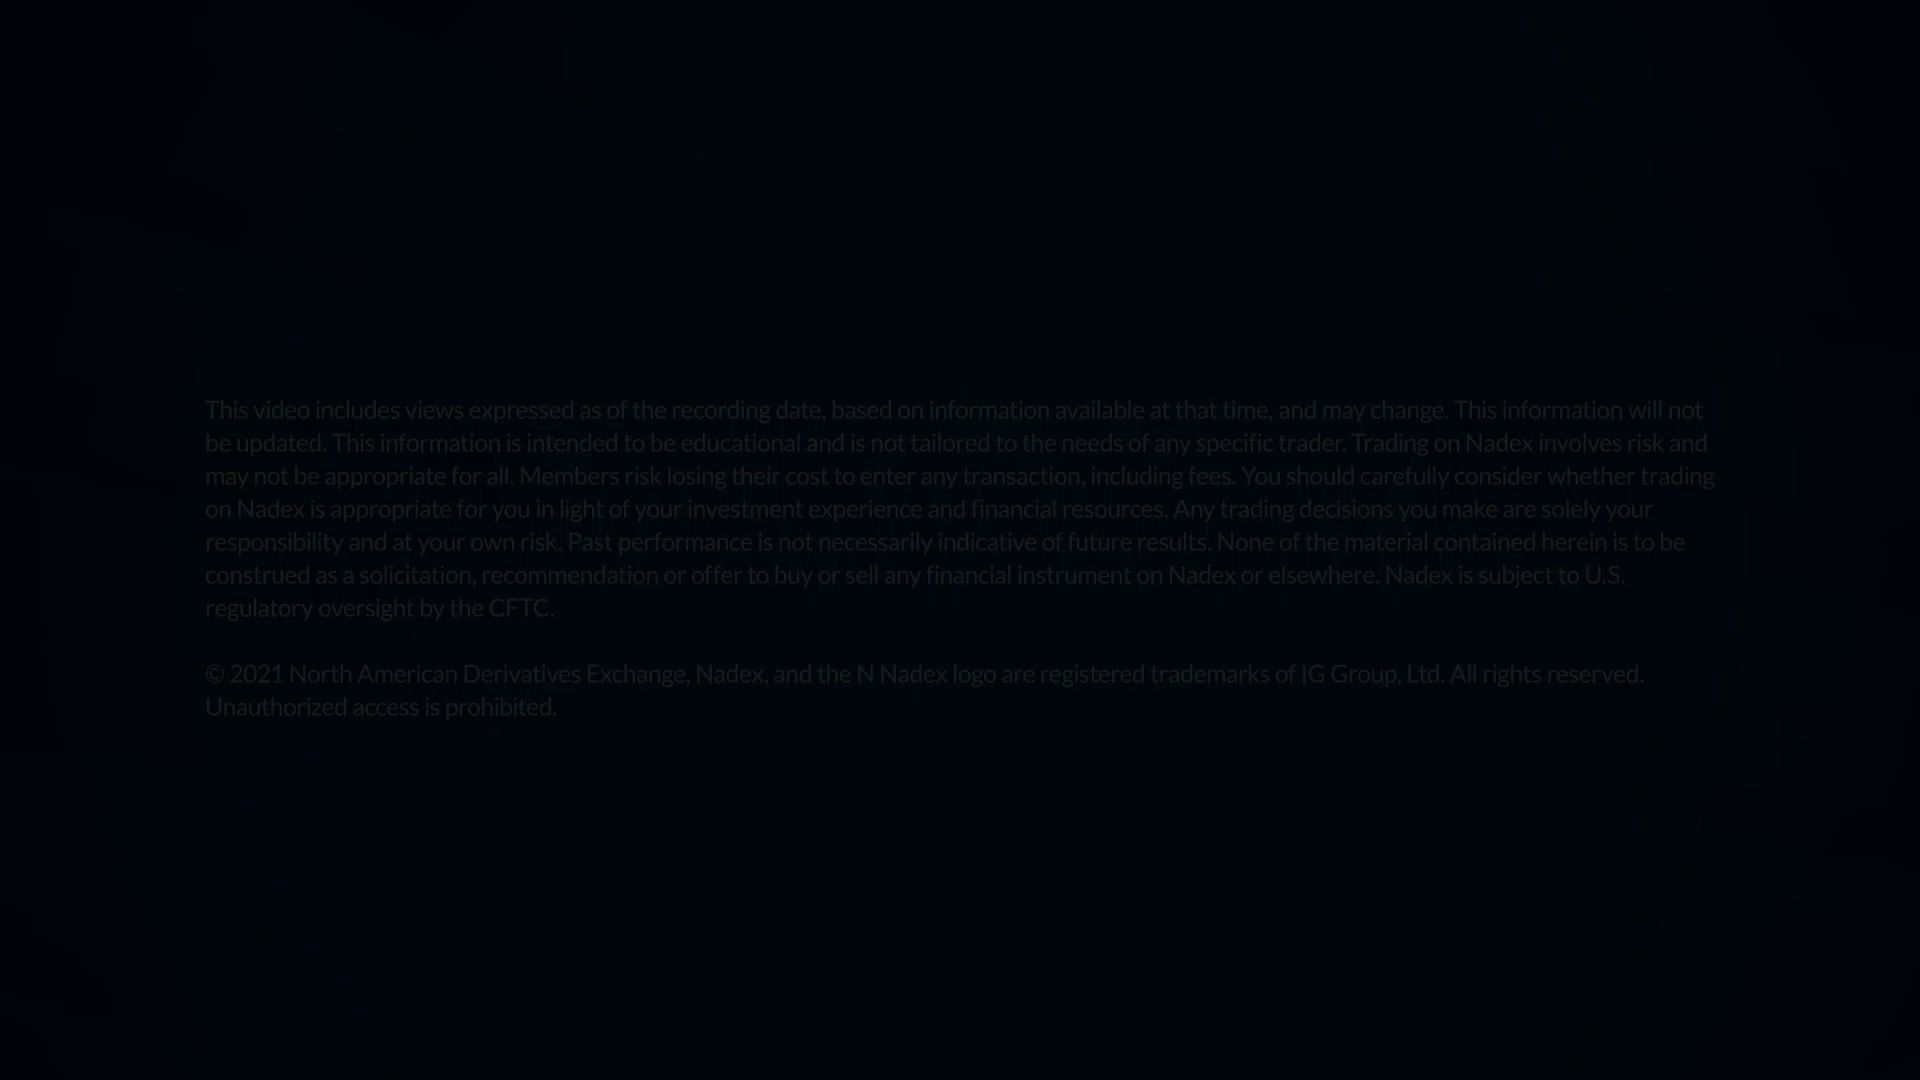 This video includes views expressed as of the recording date, based on information available at that time, and may change. This information will not
be updated. This information is intended to be educational and is not tailored to the needs of any specific trader. Trading on Nadex involves risk and
may not be appropriate for all. Members risk losing their cost to enter any transaction, including fees. You should carefully consider whether trading
on Nadex is appropriate for you in light of your investment experience and financial resources. Any trading decisions you make are solely your
responsibility and at your own risk. Past performance is not necessarily indicative of future results. None of the material contained herein is to be
construed as a solicitation, recommendation or offer to buy or sell any financial instrument on Nadex or elsewhere. Nadex is subject to U.S.
regulatory oversight by the CFTC.
© 2021 North American Derivatives Exchange, Nadex, and the N Nadex logo are registered trademarks of IG Group, Ltd. All rights reserved.
Unauthorized access is prohibited.